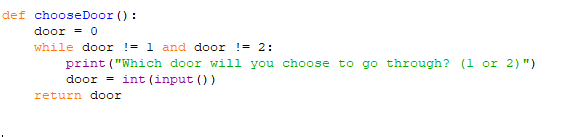 def chooseDoor():
    door = 0
    while door != 1 and door != 2:
        print("Which door will you choose to go through? (1 or 2)")
        door = int(input())
    return door